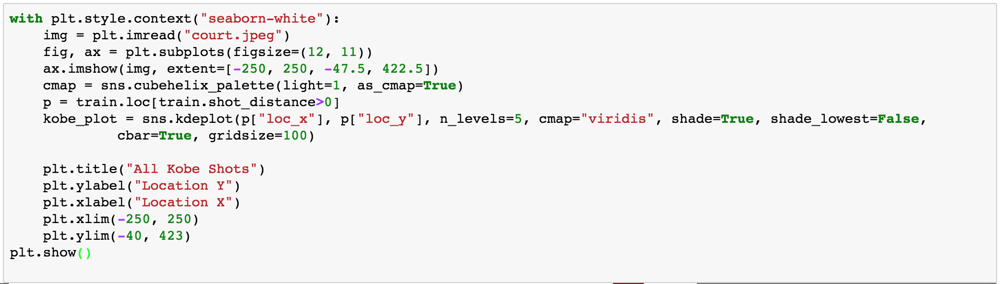 with plt.style.context("seaborn-white"):
    img = plt.imread("court.jpeg")
    fig, ax = plt.subplots(figsize=(12, 11))
    ax.imshow(img, extent=[-250, 250, -47.5, 422.5])
    cmap = sns.cubehelix_palette(light=1, as_cmap=True)
    p = train.loc[train.shot_distance>0]
    kobe_plot = sns.kdeplot(p["loc_x"], p["loc_y"], n_levels=5, cmap="viridis", shade=True, shade_lowest=False,
             cbar=True, gridsize=100)

    plt.title("All Kobe Shots")
    plt.ylabel("Location Y")
    plt.xlabel("Location X")
    plt.xlim(-250, 250)
    plt.ylim(-40, 423)
plt.show()